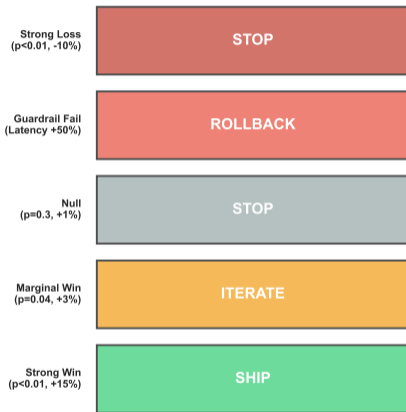 Strong Loss
(p<0.01, -10%)
STOP
Guardrail Fail
(Latency +50%)
ROLLBACK
Null
(p=0.3, +1%)
STOP
Marginal Win
(p=0.04, +3%)
ITERATE
Strong Win
(p<0.01, +15%)
SHIP